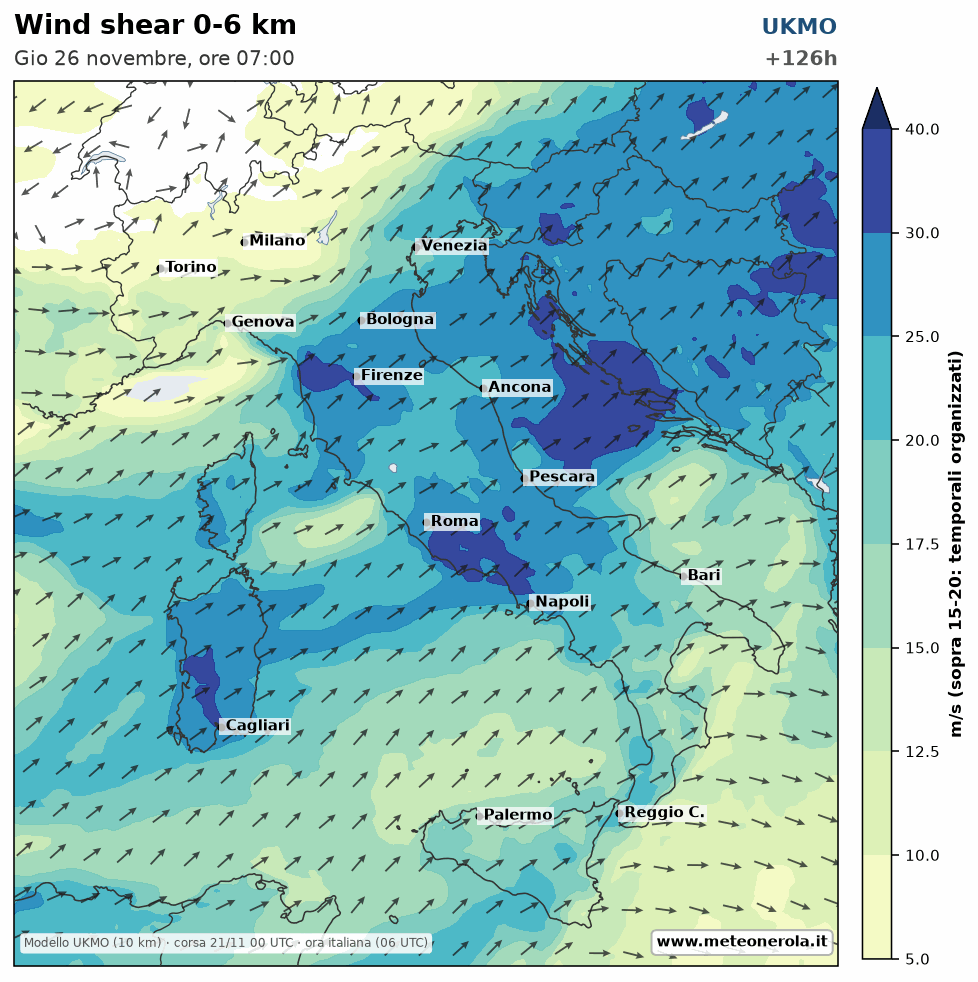 Wind shear 0-6 km
UKMO
Gio 26 novembre, ore 07:00
+126h
40.0
30.0
25.0
20.0
17.5
15.0
12.5
10.0
5.0
m/s (sopra 15-20: temporali organizzati)
Milano
Venezia
Torino
Genova
Bologna
Firenze
Ancona
Pescara
Roma
Bari
Napoli
Cagliari
Palermo
Reggio C.
Modello UKMO (10 km) · corsa 21/11 00 UTC · ora italiana (06 UTC)
www.meteonerola.it